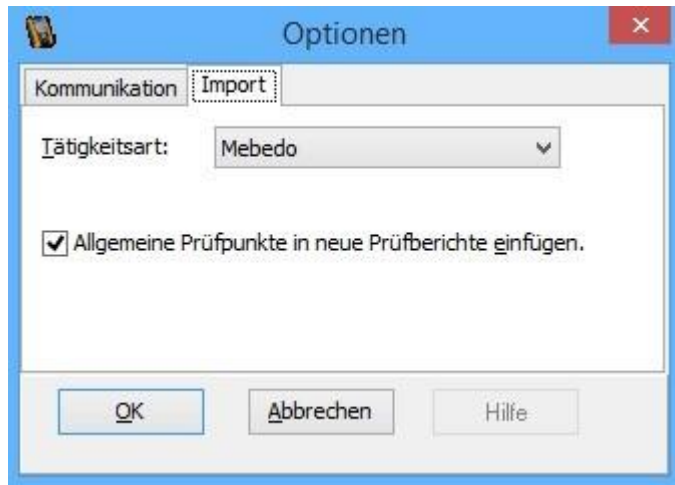 Optionen
Kommunikation Import
Tätigkeitsart: Mebedo
Allgemeine Prüfpunkte in neue Prüfberichte einfügen.
OK Abbrechen Hilfe